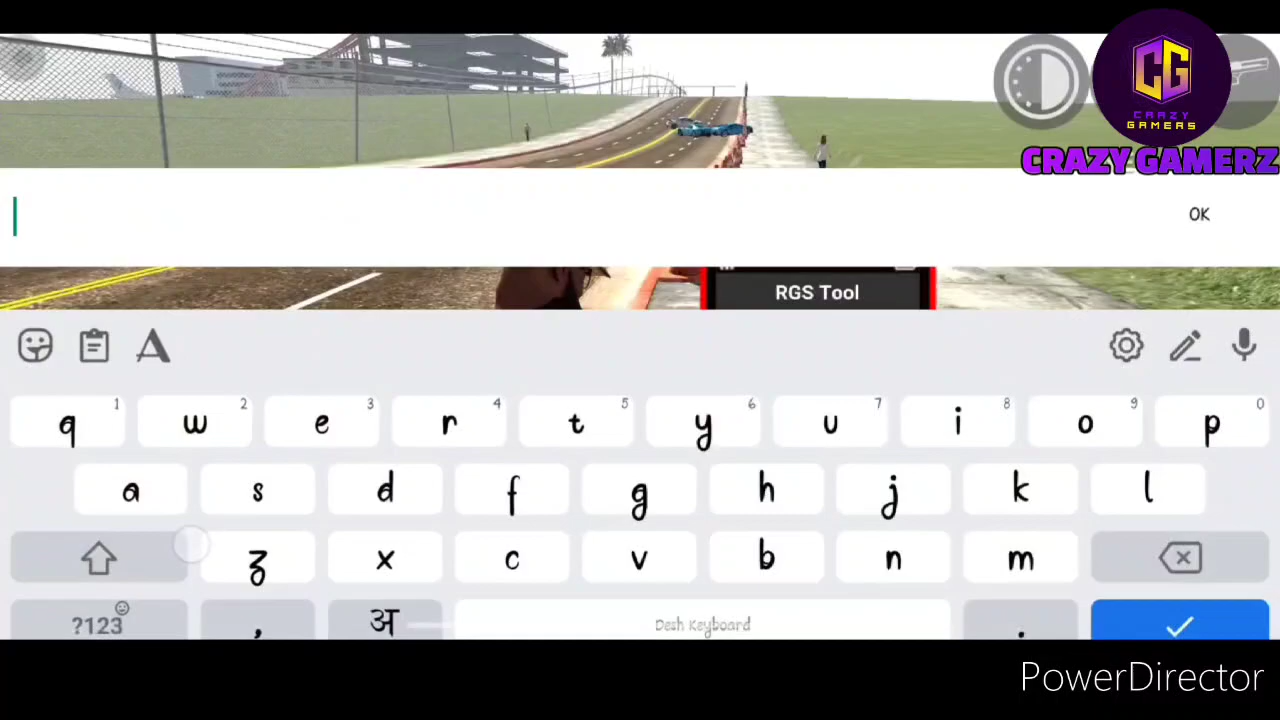 CG
CRAZY
GAMERS
CRAZY GAMERZ
OK
RGS Tool
1 2 3 4 5 6 7 8 9 0
q w e r t y u i o p
a s d f g h j k l
z x c v b n m
?123 , अ Desh Keyboard .
PowerDirector